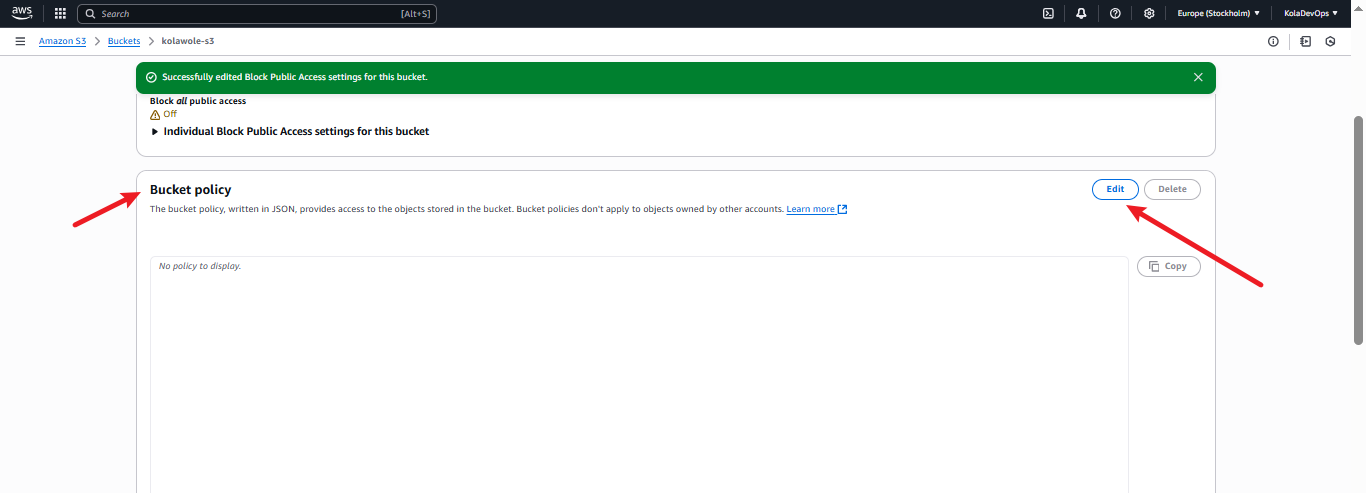 aws
Search [Alt+S] Europe (Stockholm) KolaDevOps
Amazon S3 Buckets kolawole-s3
Successfully edited Block Public Access settings for this bucket.
Block all public access
Off
Individual Block Public Access settings for this bucket
Bucket policy Edit Delete
The bucket policy, written in JSON, provides access to the objects stored in the bucket. Bucket policies don't apply to objects owned by other accounts. Learn more
No policy to display. Copy